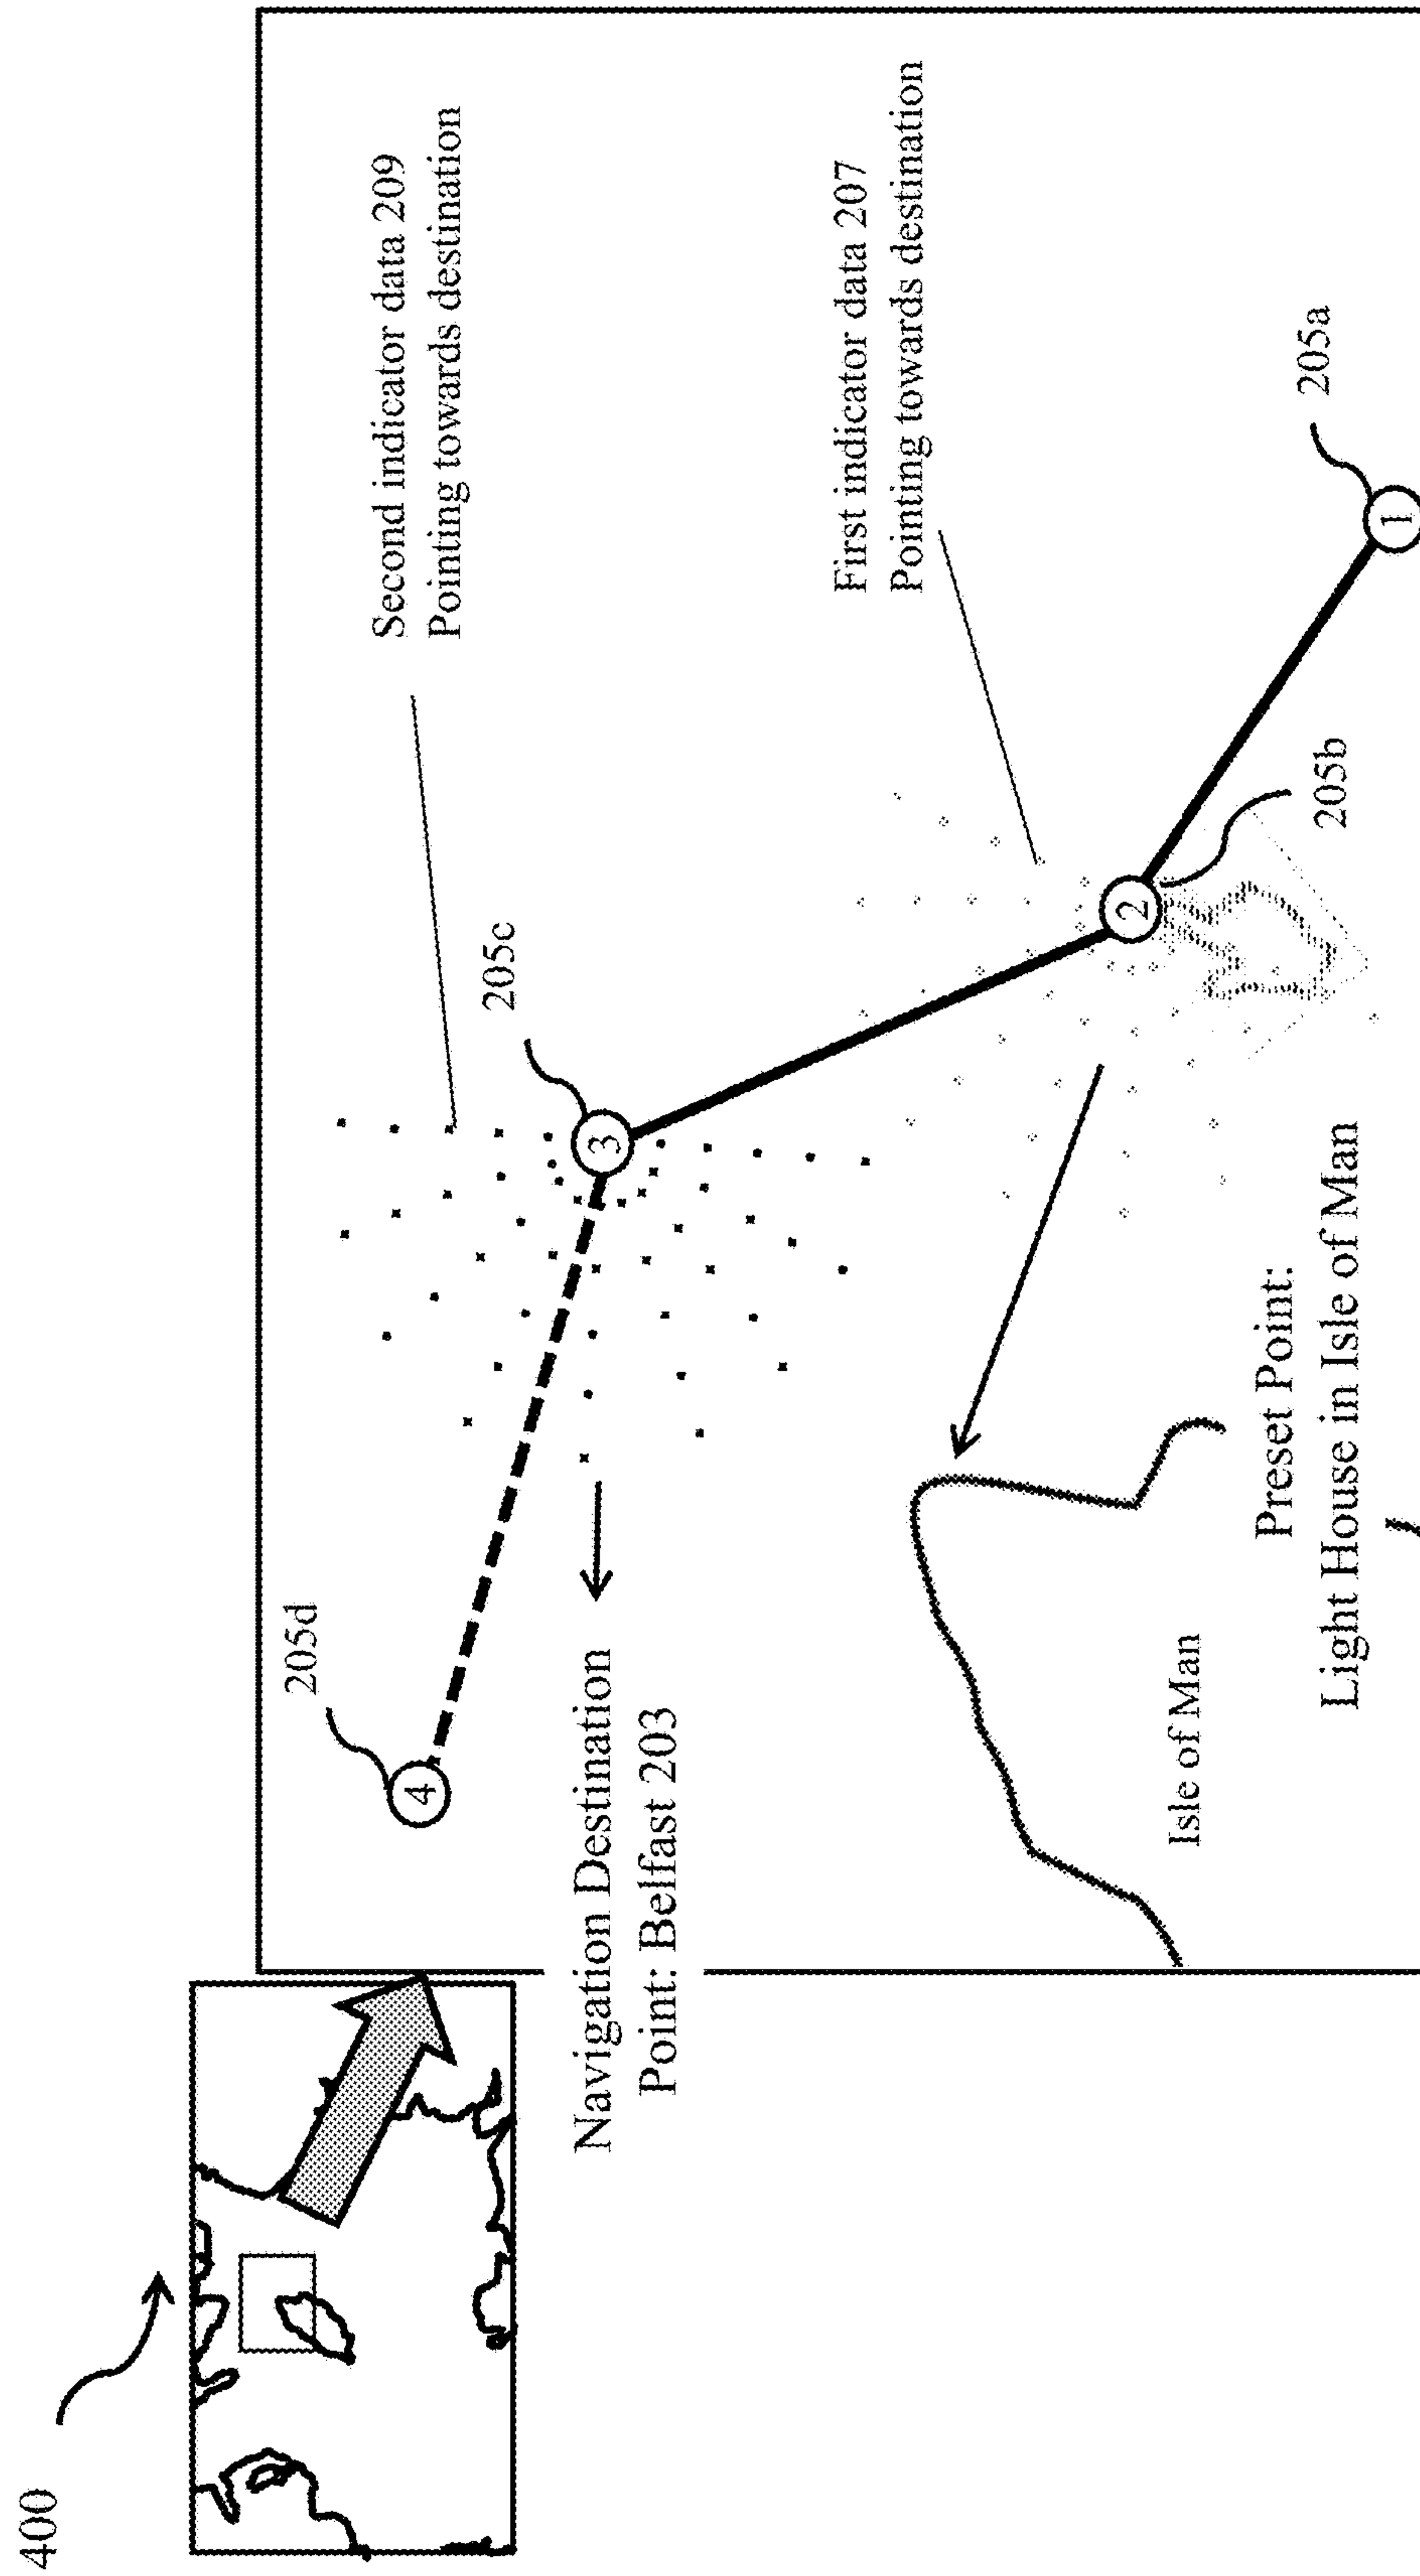 400
205d
4
Second indicator data 209
Pointing towards destination
205c
3
Navigation Destination
Point: Belfast 203
First indicator data 207
Pointing towards destination
2
205b
205a
1
Isle of Man
Preset Point:
Light House in Isle of Man